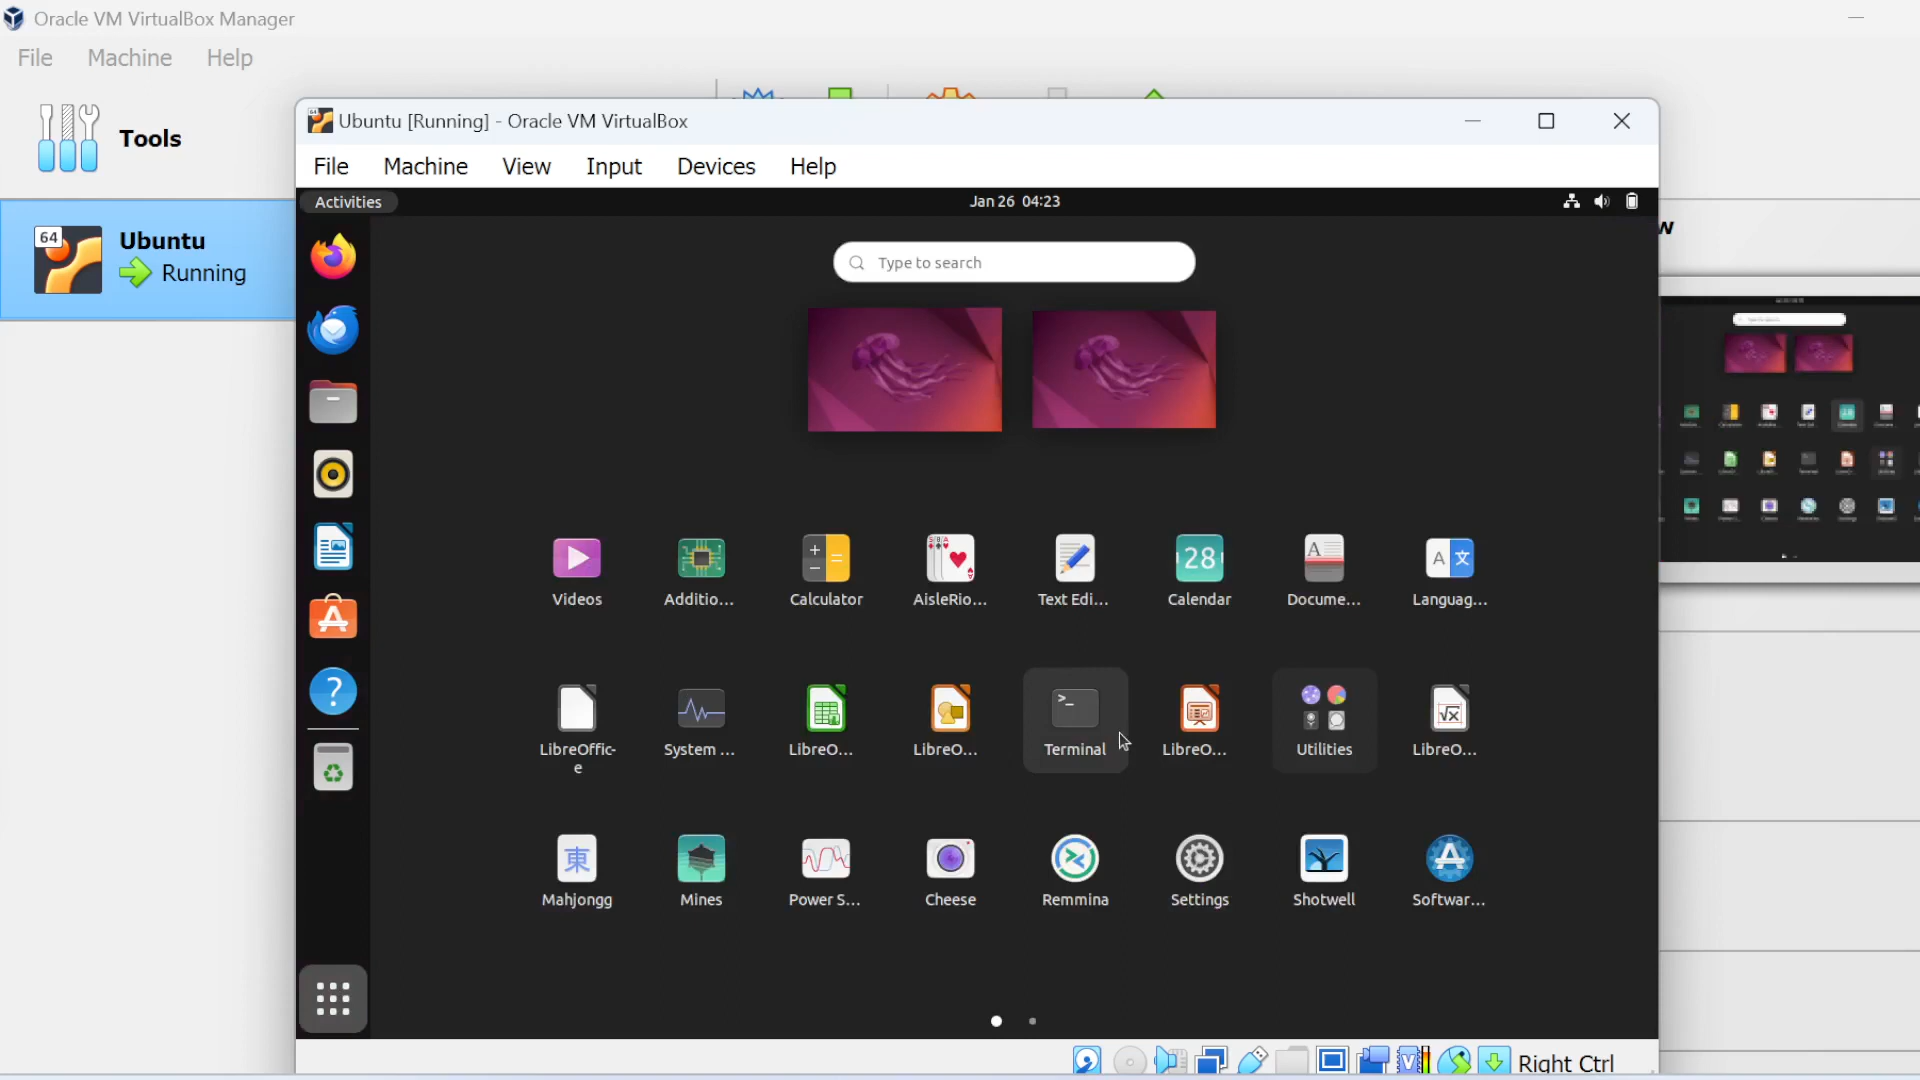 Oracle VM VirtualBox Manager
File Machine Help
Tools
64
Ubuntu
Running
64
Ubuntu [Running] - Oracle VM VirtualBox
File Machine View Input Devices Help
Activities
Jan 26 04:23
Type to search
Videos Additio... Calculator AisleRio... Text Edi... 28 Calendar Docume... Languag...
LibreOffic-
e
System ... LibreO... LibreO... >_ Terminal LibreO... Utilities LibreO...
東
Mahjongg Mines Power S... Cheese Remmina Settings Shotwell Softwar...
Right Ctrl
w